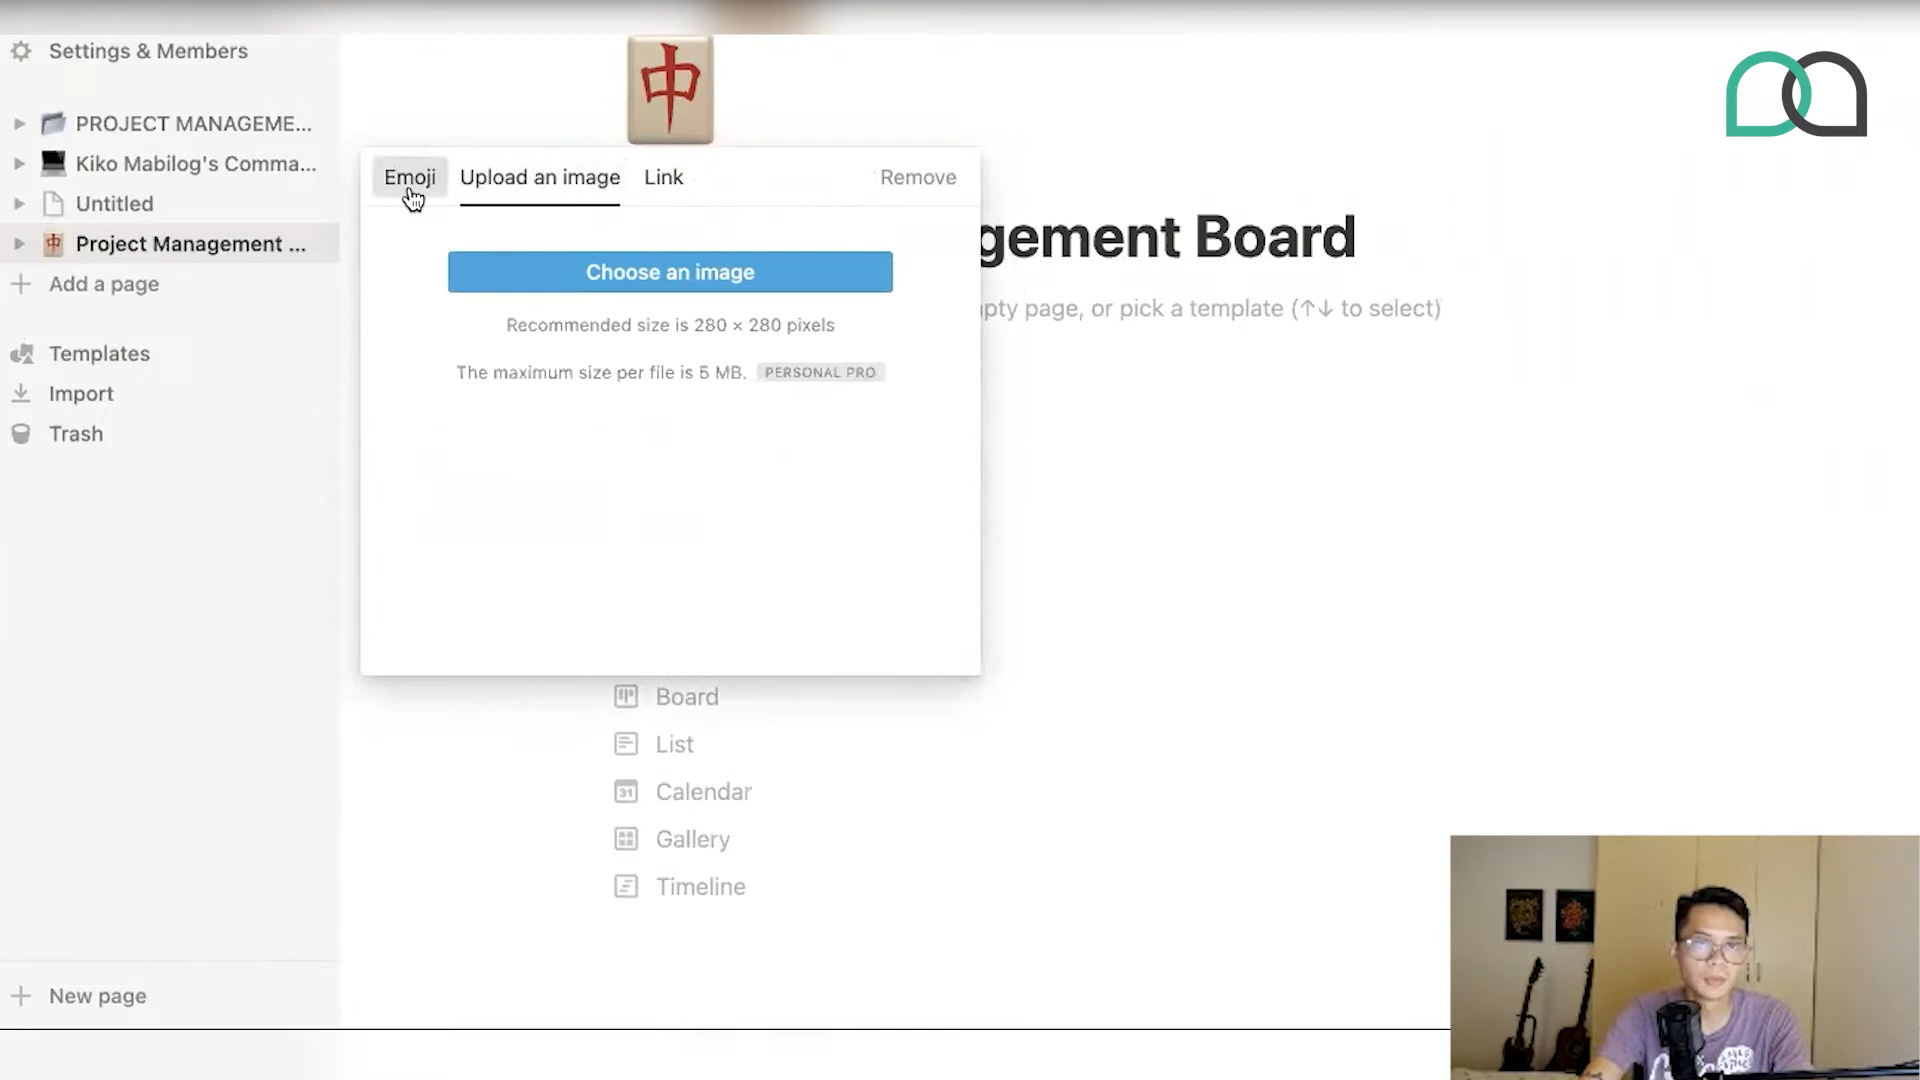 Settings & Members
PROJECT MANAGEME...
Kiko Mabilog's Comma...
Untitled
Project Management ...
Add a page
Templates
Import
Trash
New page
中
Emoji
Upload an image
Link
Remove
Choose an image
Recommended size is 280 × 280 pixels
The maximum size per file is 5 MB. PERSONAL PRO
gement Board
pty page, or pick a template (↑↓ to select)
Board
List
31 Calendar
Gallery
Timeline